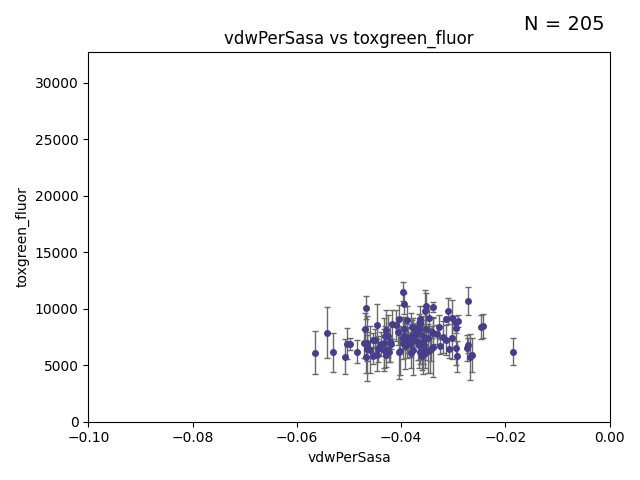 N = 205
vdwPerSasa vs toxgreen_fluor
30000
25000
20000
15000
10000
5000
0
toxgreen_fluor
−0.10 −0.08 −0.06 −0.04 −0.02 0.00
vdwPerSasa